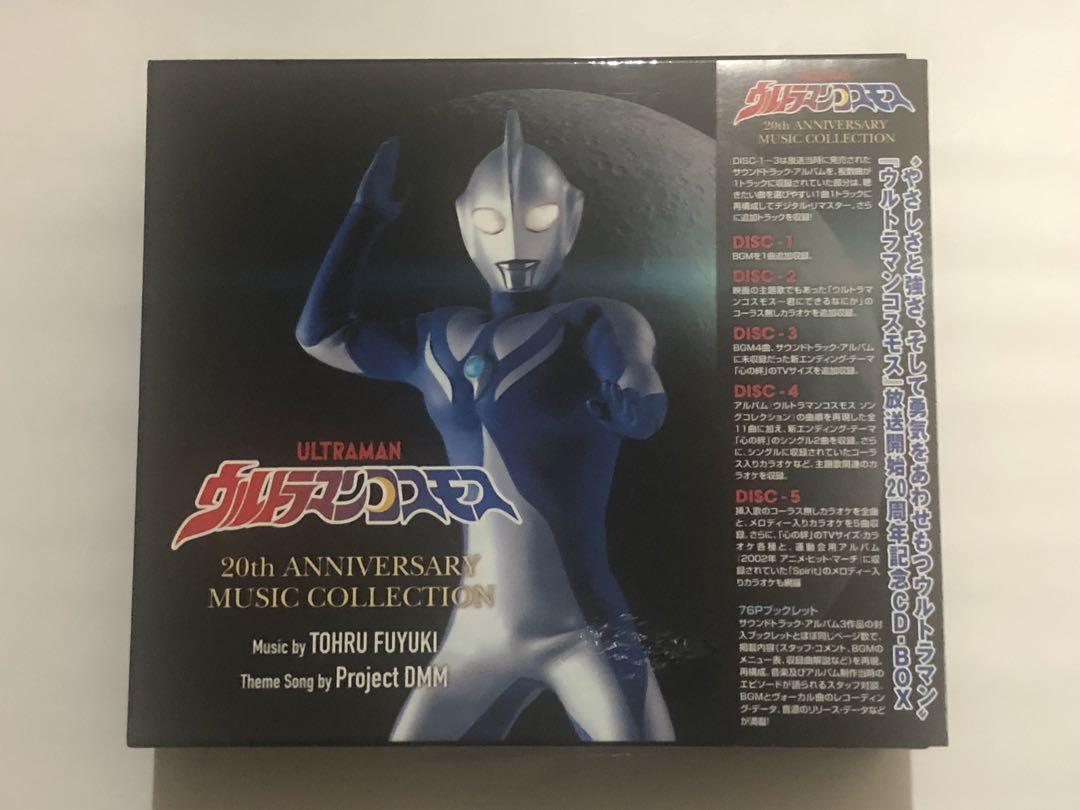 ULTRAMAN
ウルトラマンコスモス
20th ANNIVERSARY
MUSIC COLLECTION
Music by TOHRU FUYUKI
Theme Song by Project DMM
ウルトラマンコスモス
20th ANNIVERSARY
MUSIC COLLECTION
DISC-1〜3は放送当時に発売された
サウンドトラック・アルバムを、複数曲が
1トラックに収録されていた部分は、聴
きたい曲を選びやすい1曲1トラックに
再構成してデジタル・リマスター。さら
に追加トラックを収録!
DISC-1
BGMを1曲追加収録。
DISC-2
映画の主題歌でもあった「ウルトラマ
ンコスモス〜君にできるなにか」の
コーラス無しカラオケを追加収録。
DISC-3
BGM4曲、サウンドトラック・アルバム
に未収録だった新エンディング・テーマ
「心の絆」のTVサイズを追加収録。
DISC-4
アルバム「ウルトラマンコスモス ソン
グコレクション」の曲順を再現した全
11曲に加え、新エンディング・テーマ
「心の絆」のシングル2曲を収録。さら
に、シングルに収録されていたコーラ
ス入りカラオケなど、主題歌関連のカ
ラオケを収録。
DISC-5
挿入歌のコーラス無しカラオケを全曲
と、メロディー入りカラオケを5曲収
録。さらに、「心の絆」のTVサイズ・カラ
オケ各種と、運動会用アルバム
「2002年 アニメ・ヒット・マーチ」に収
録されていた「Spirit」のメロディー入
りカラオケも網羅
76Pブックレット
サウンドトラック・アルバム3作品の封
入ブックレットとほぼ同じページ数で、
掲載内容(スタッフ・コメント、BGMの
メニュー表、収録曲解説など)を再現、
再構成。音楽及びアルバム制作当時の
エピソードが語られるスタッフ対談、
BGMとヴォーカル曲のレコーディン
グ・データ、音源のリリース・データなど
が満載!
“やさしさと強さ、そして勇気をあわせもつウルトラマン”
『ウルトラマンコスモス』放送開始20周年記念CD-BOX